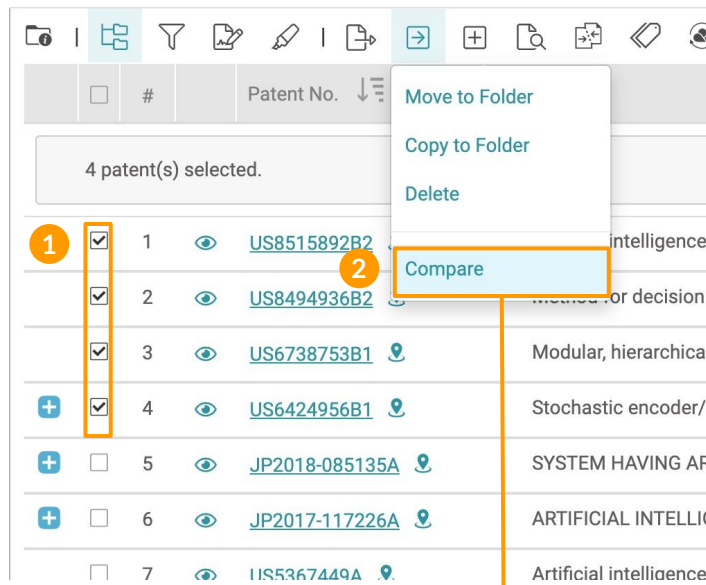 # Patent No.
Move to Folder
Copy to Folder
Delete
Compare
4 patent(s) selected.
1 1 US8515892B2 intelligence
2
2 US8494936B2 Method for decision
3 US6738753B1 Modular, hierarchica
4 US6424956B1 Stochastic encoder/
5 JP2018-085135A SYSTEM HAVING AR
6 JP2017-117226A ARTIFICIAL INTELLIG
7 US5367449A Artificial intelligence